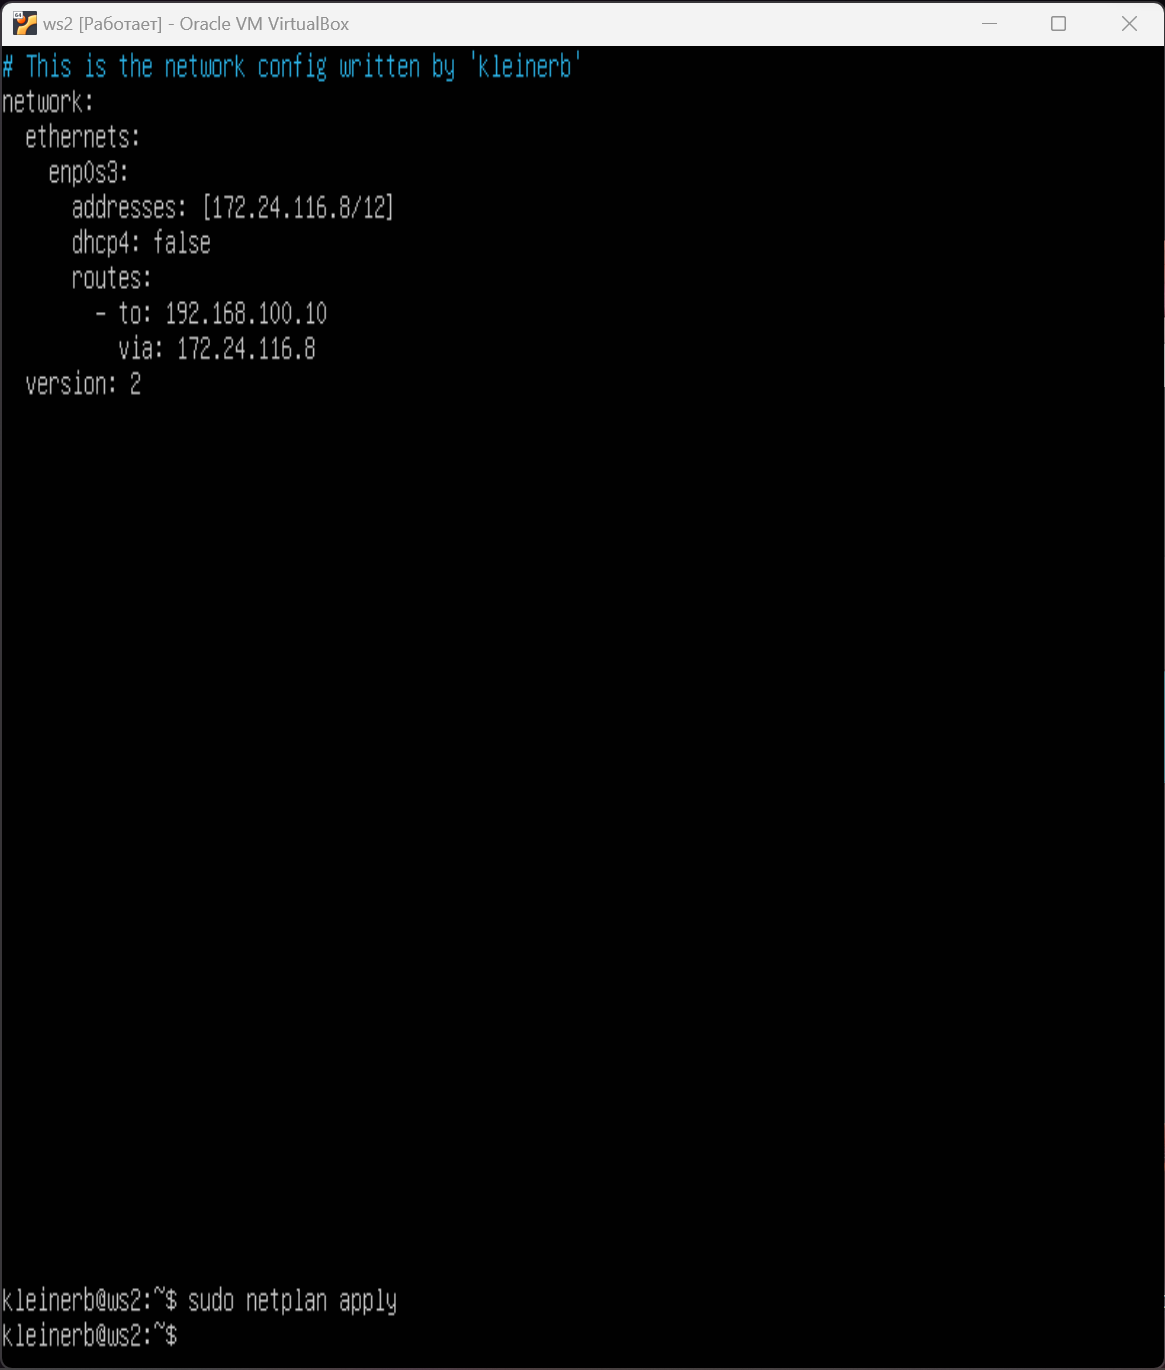 ws2 [Работает] - Oracle VM VirtualBox
# This is the network config written by 'kleinerb'
network:
  ethernets:
    enp0s3:
      addresses: [172.24.116.8/12]
      dhcp4: false
      routes:
        - to: 192.168.100.10
          via: 172.24.116.8
  version: 2
kleinerb@ws2:~$ sudo netplan apply
kleinerb@ws2:~$